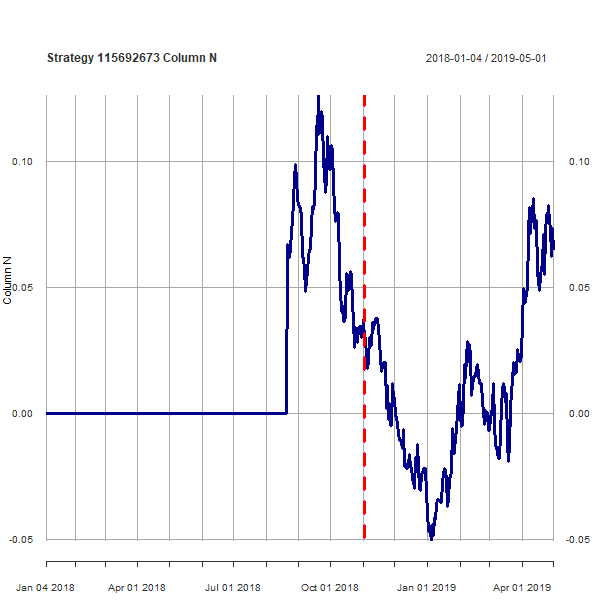 Strategy 115692673 Column N 2018-01-04 / 2019-05-01
Column N
0.10 0.10
0.05 0.05
0.00 0.00
-0.05 -0.05
Jan 04 2018 Apr 01 2018 Jul 01 2018 Oct 01 2018 Jan 01 2019 Apr 01 2019